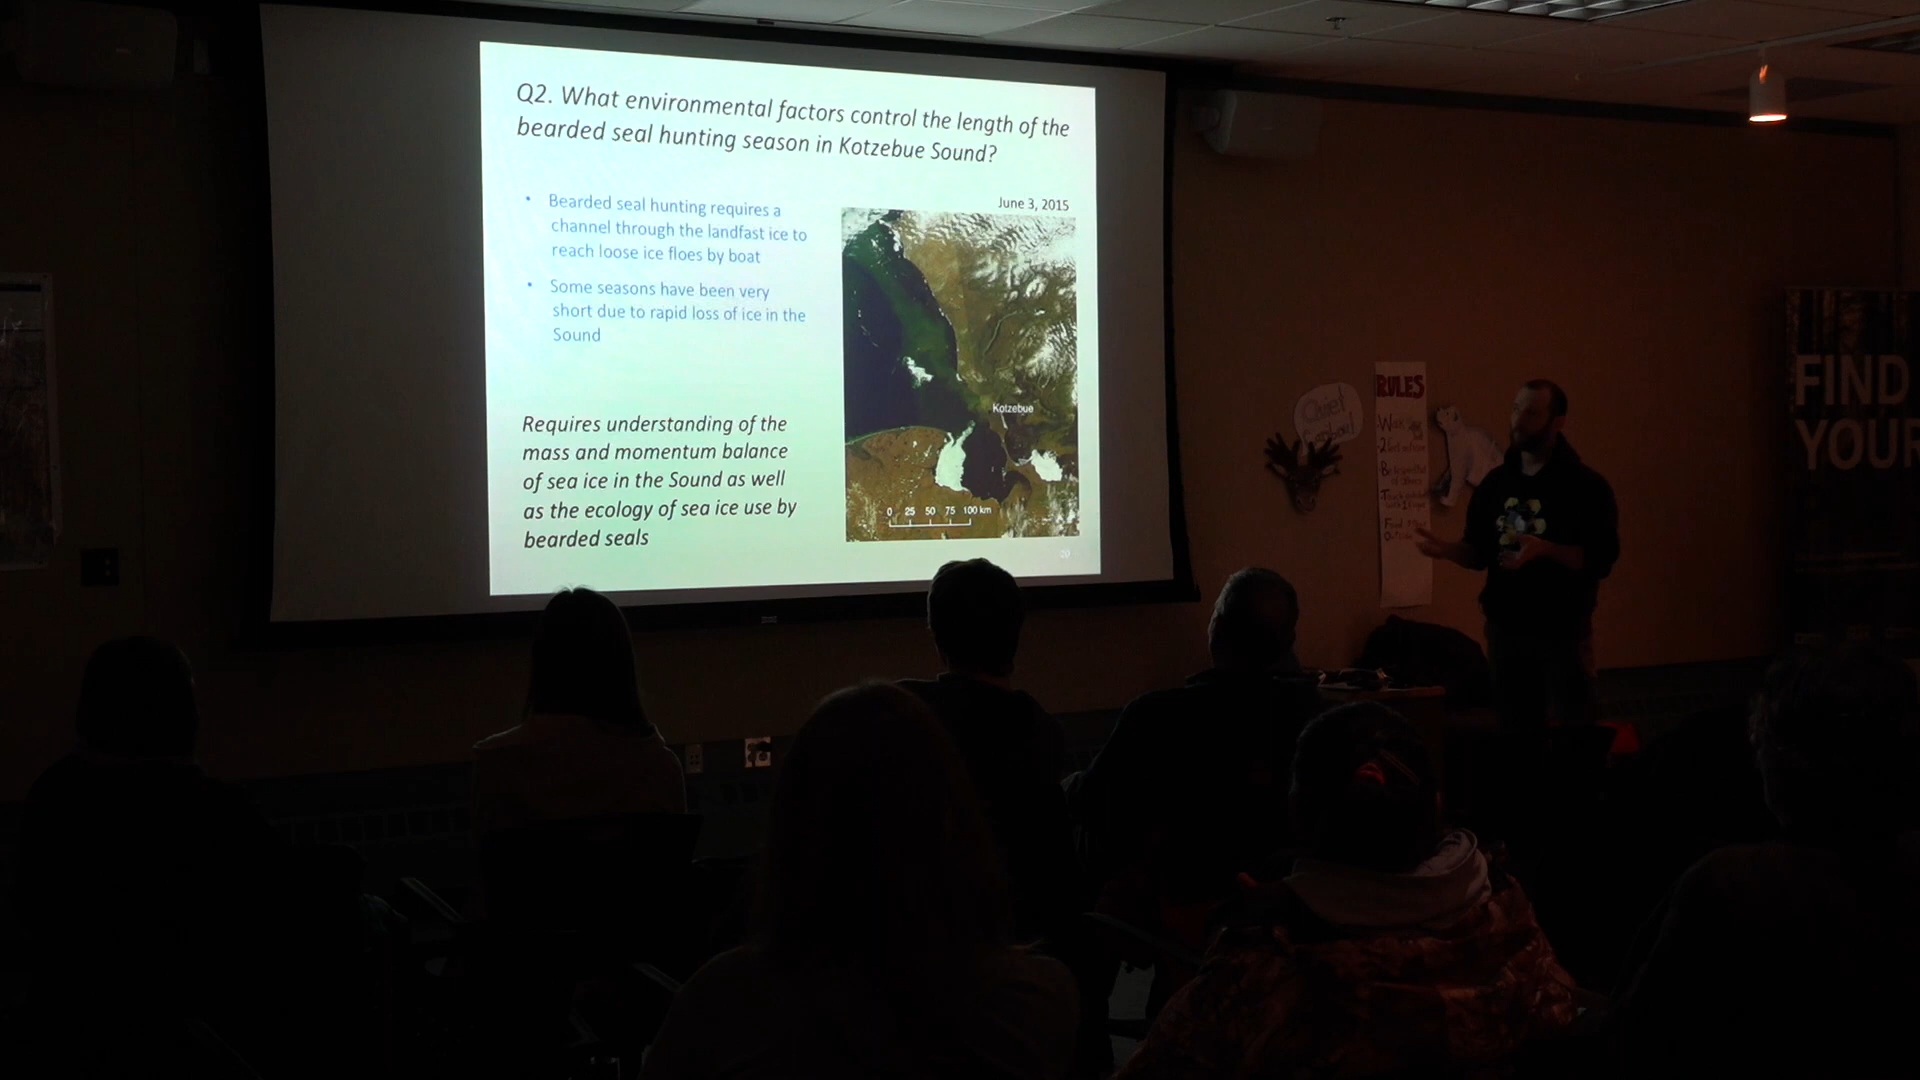 Q2. What environmental factors control the length of the
bearded seal hunting season in Kotzebue Sound?
• Bearded seal hunting requires a
channel through the landfast ice to
reach loose ice floes by boat
• Some seasons have been very
short due to rapid loss of ice in the
Sound
Requires understanding of the
mass and momentum balance
of sea ice in the Sound as well
as the ecology of sea ice use by
bearded seals
June 3, 2015
Kotzebue
0 25 50 75 100 km
20
Quiet
RULES
FIND
YOUR